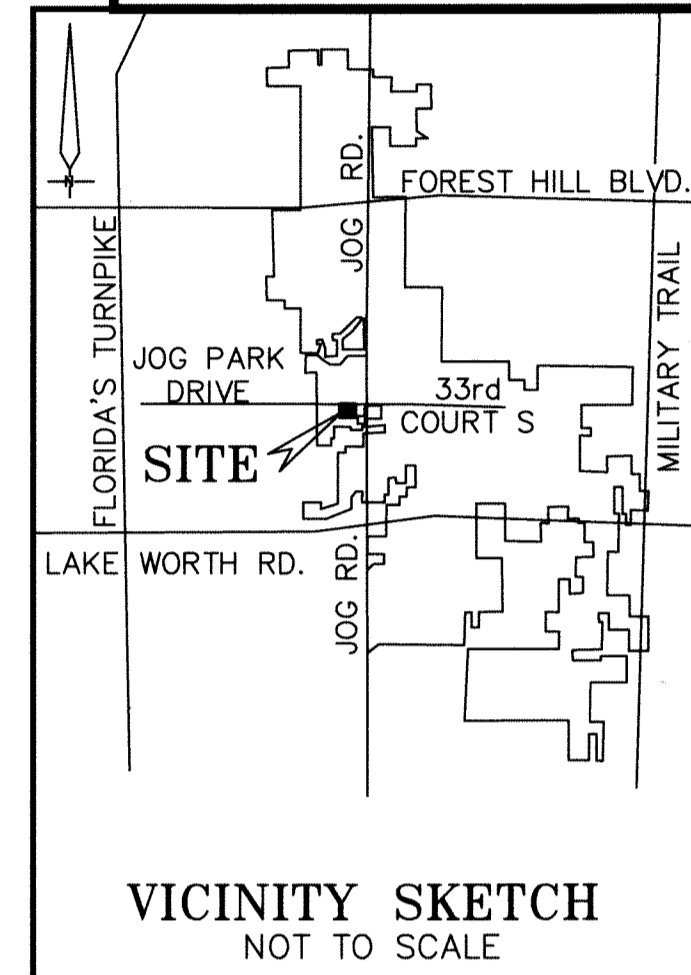 N
JOG RD.
FOREST HILL BLVD.
FLORIDA'S TURNPIKE
MILITARY TRAIL
JOG PARK
DRIVE
33rd
COURT S
SITE
LAKE WORTH RD.
JOG RD.
VICINITY SKETCH
NOT TO SCALE